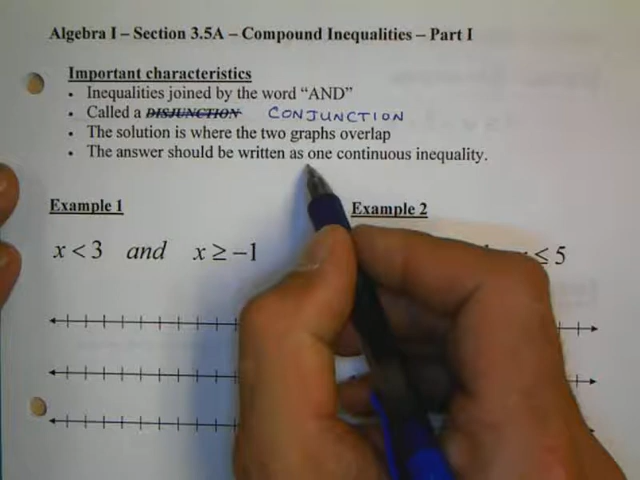 Algebra I – Section 3.5A – Compound Inequalities – Part I
Important characteristics
• Inequalities joined by the word “AND”
• Called a DISJUNCTION CONJUNCTION
• The solution is where the two graphs overlap
• The answer should be written as one continuous inequality.
Example 1
Example 2
x < 3 and x ≥ −1
≤ 5